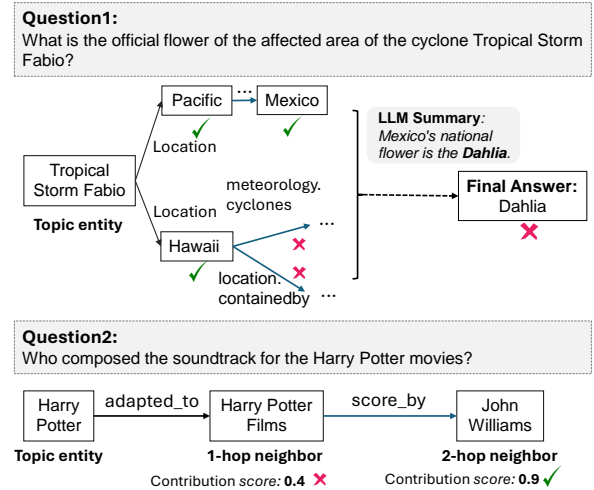 Question1:
What is the official flower of the affected area of the cyclone Tropical Storm
Fabio?
...
Pacific
Mexico
LLM Summary:
Mexico's national
flower is the Dahlia.
Location
Tropical
Storm Fabio
meteorology.
cyclones
Final Answer:
Dahlia
Topic entity
Location
...
Hawaii
location.
containedby
...
Question2:
Who composed the soundtrack for the Harry Potter movies?
Harry
Potter
adapted_to
Harry Potter
Films
score_by
John
Williams
Topic entity
1-hop neighbor
2-hop neighbor
Contribution score: 0.4
Contribution score: 0.9